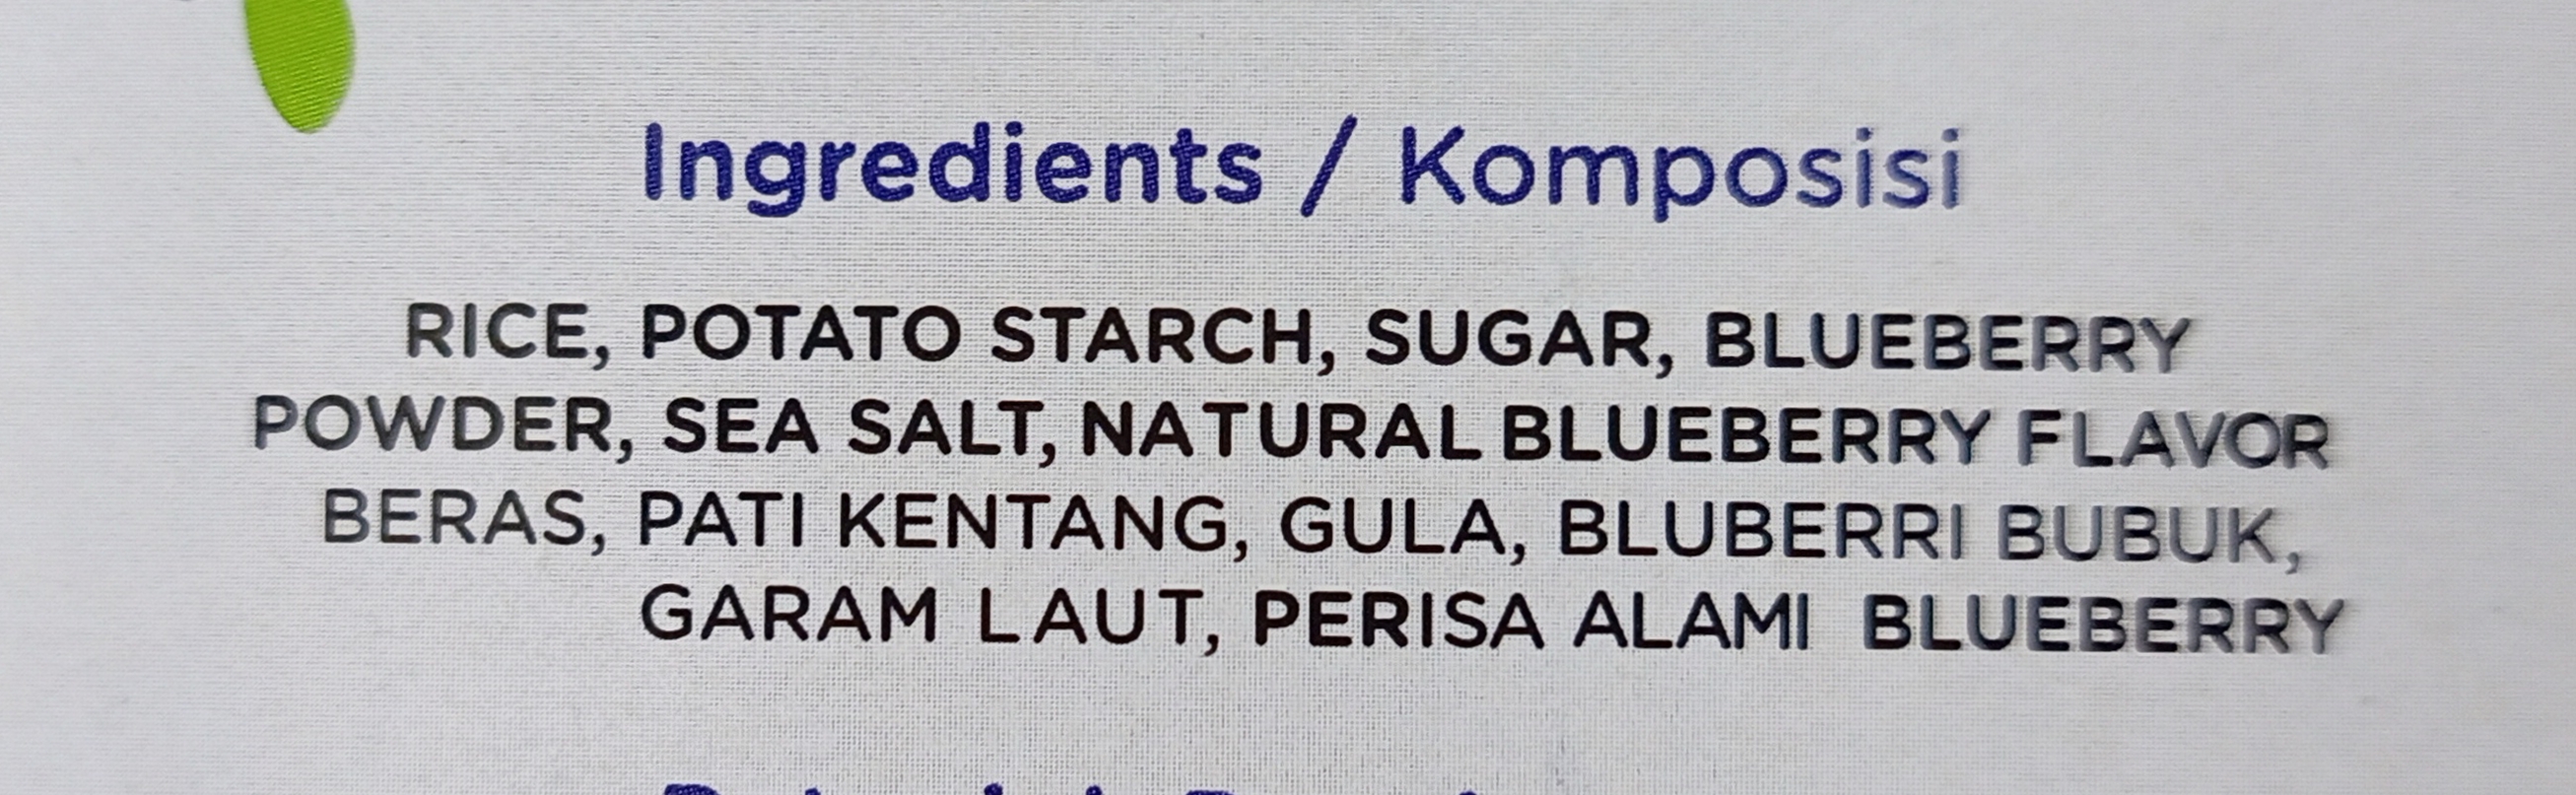 Ingredients / Komposisi
RICE, POTATO STARCH, SUGAR, BLUEBERRY
POWDER, SEA SALT, NATURAL BLUEBERRY FLAVOR
BERAS, PATI KENTANG, GULA, BLUBERRI BUBUK,
GARAM LAUT, PERISA ALAMI BLUEBERRY